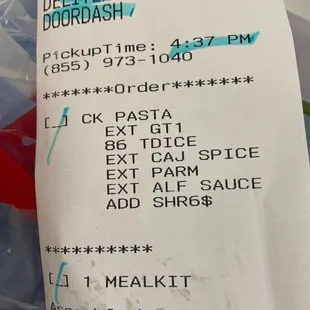 DOORDASH
PickupTime: 4:37 PM
(855) 973-1040
*******Order*******
[_] CK PASTA
EXT GT1
86 TDICE
EXT CAJ SPICE
EXT PARM
EXT ALF SAUCE
ADD SHR6$
**********
[_] 1 MEALKIT